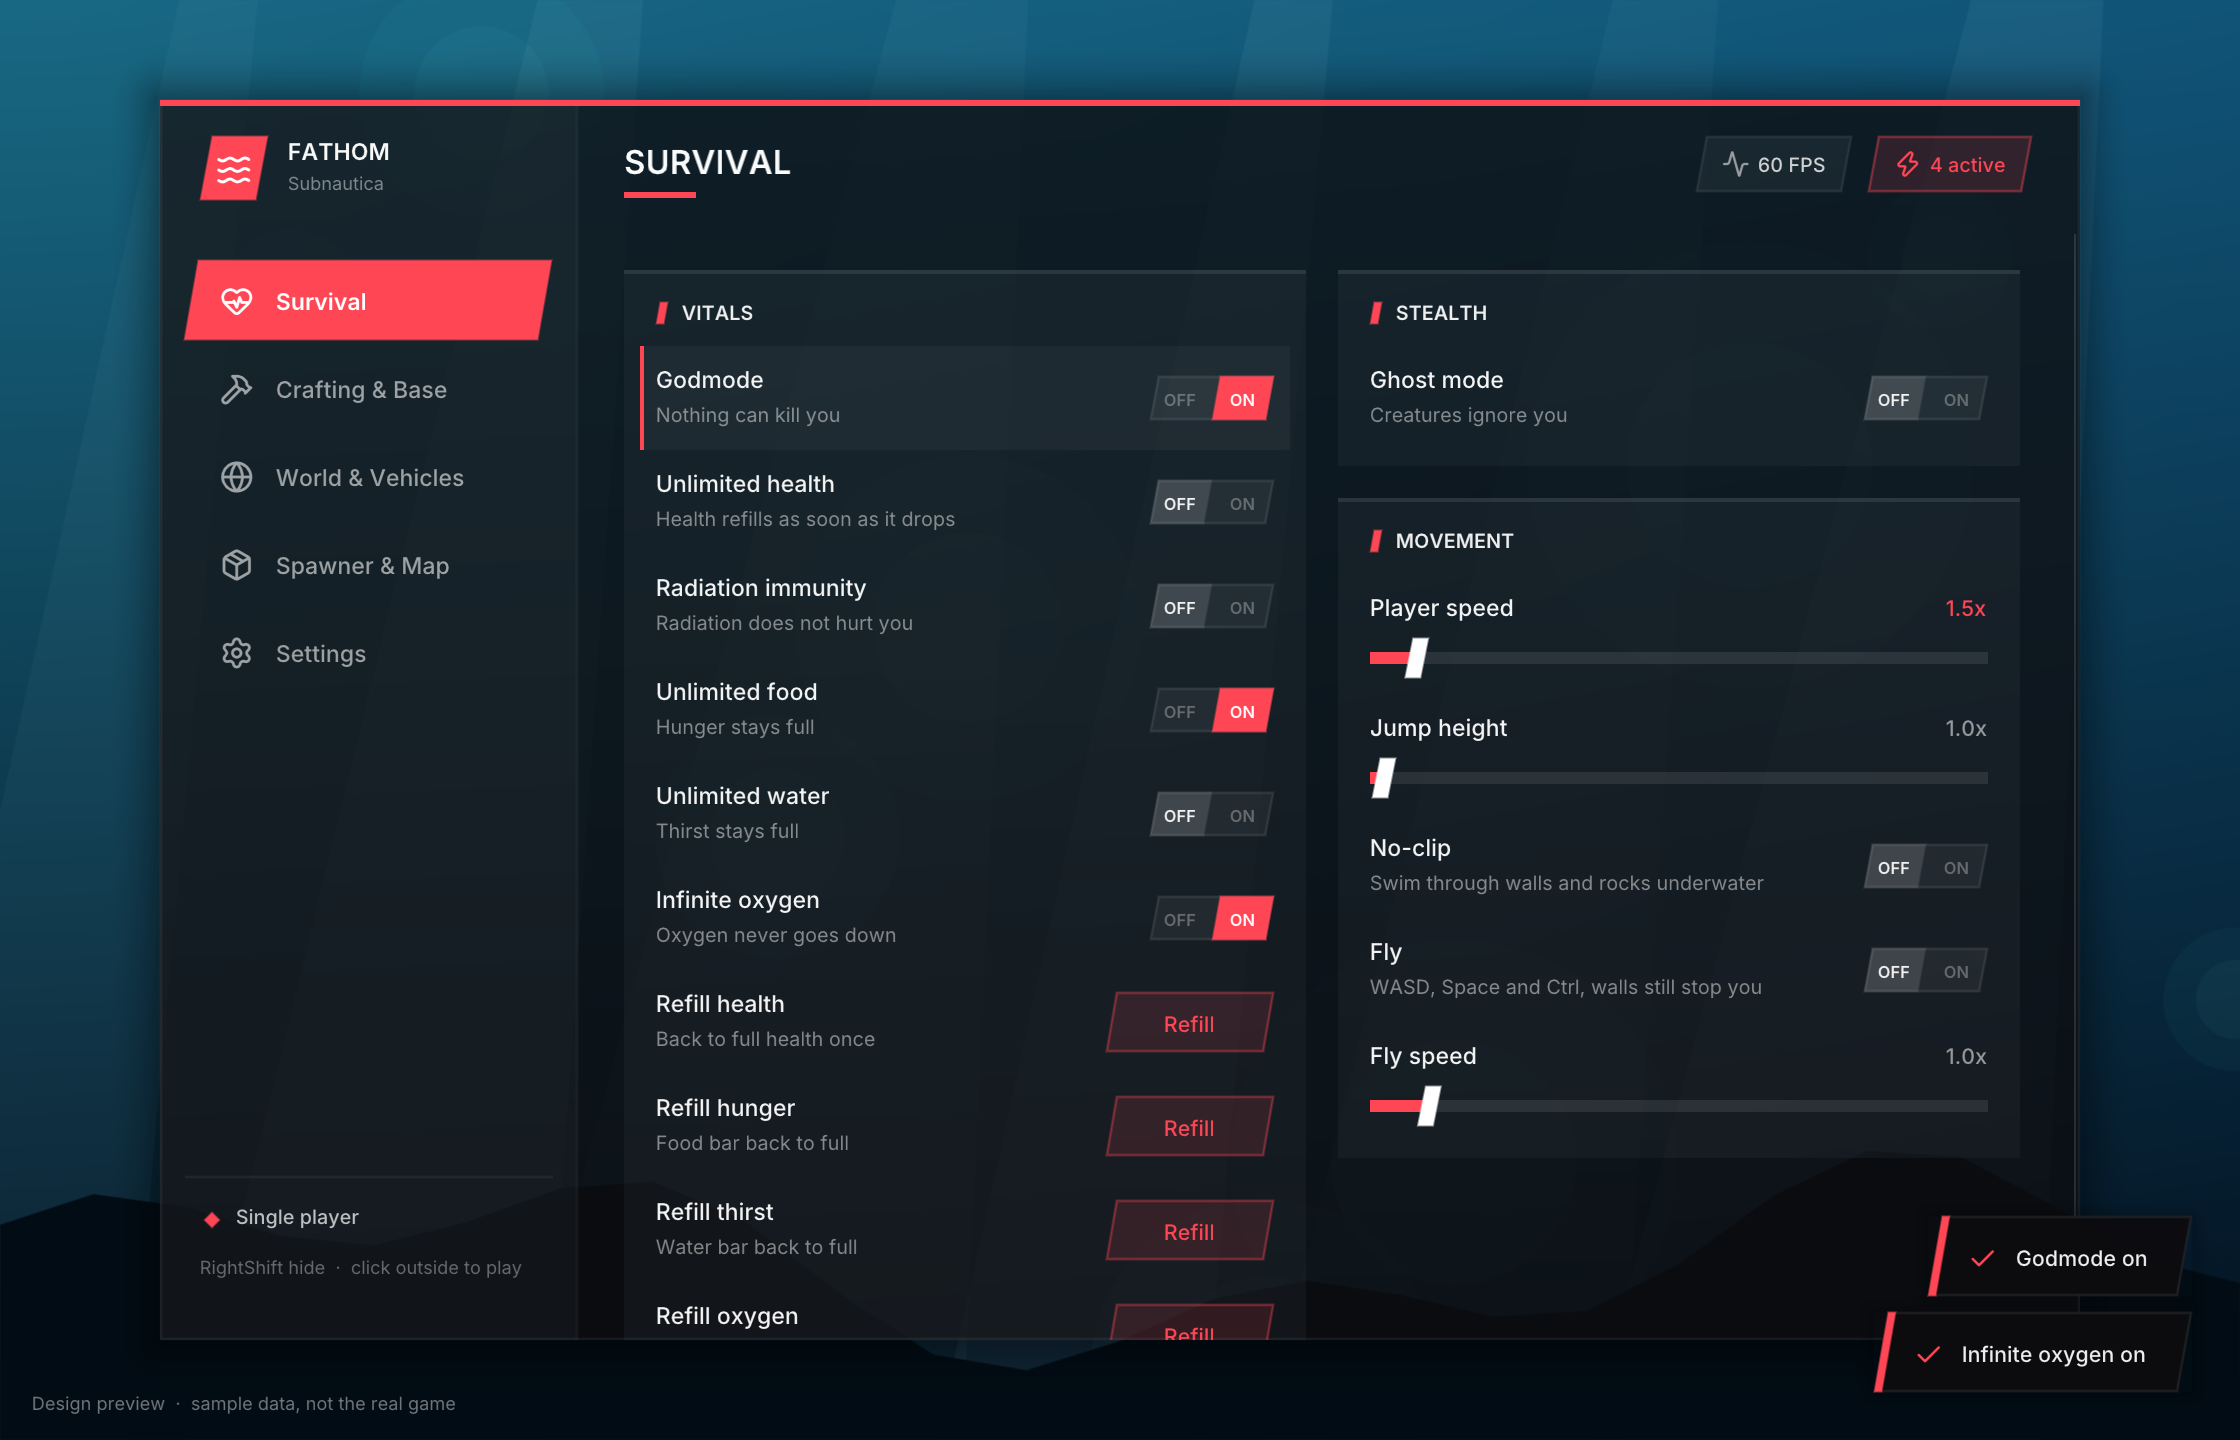 FATHOM
Subnautica
Survival
Crafting & Base
World & Vehicles
Spawner & Map
Settings
Single player
RightShift hide · click outside to play
SURVIVAL
60 FPS
4 active
VITALS
Godmode
Nothing can kill you
OFF ON
Unlimited health
Health refills as soon as it drops
OFF ON
Radiation immunity
Radiation does not hurt you
OFF ON
Unlimited food
Hunger stays full
OFF ON
Unlimited water
Thirst stays full
OFF ON
Infinite oxygen
Oxygen never goes down
OFF ON
Refill health
Back to full health once
Refill
Refill hunger
Food bar back to full
Refill
Refill thirst
Water bar back to full
Refill
Refill oxygen
Refill
STEALTH
Ghost mode
Creatures ignore you
OFF ON
MOVEMENT
Player speed
1.5x
Jump height
1.0x
No-clip
Swim through walls and rocks underwater
OFF ON
Fly
WASD, Space and Ctrl, walls still stop you
OFF ON
Fly speed
1.0x
Godmode on
Infinite oxygen on
Design preview · sample data, not the real game